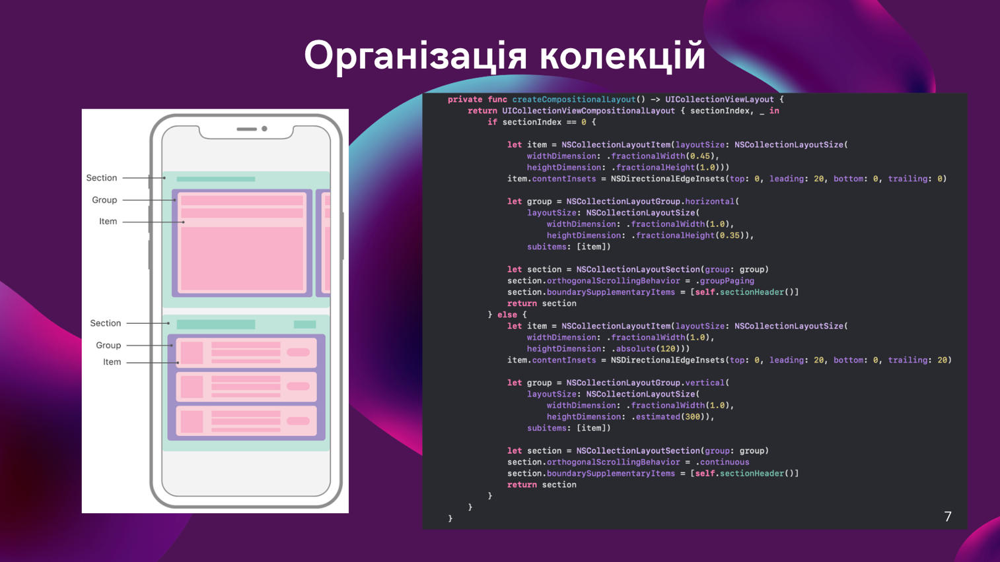 Організація колекцій
Section
Group
Item
Section
Group
Item
private func createCompositionalLayout() -> UICollectionViewLayout {
return UICollectionViewCompositionalLayout { sectionIndex, _ in
if sectionIndex == 0 {
let item = NSCollectionLayoutItem(layoutSize: NSCollectionLayoutSize(
widthDimension: .fractionalWidth(0.45),
heightDimension: .fractionalHeight(1.0)))
item.contentInsets = NSDirectionalEdgeInsets(top: 0, leading: 20, bottom: 0, trailing: 0)
let group = NSCollectionLayoutGroup.horizontal(
layoutSize: NSCollectionLayoutSize(
widthDimension: .fractionalWidth(1.0),
heightDimension: .fractionalHeight(0.35)),
subitems: [item])
let section = NSCollectionLayoutSection(group: group)
section.orthogonalScrollingBehavior = .groupPaging
section.boundarySupplementaryItems = [self.sectionHeader()]
return section
} else {
let item = NSCollectionLayoutItem(layoutSize: NSCollectionLayoutSize(
widthDimension: .fractionalWidth(1.0),
heightDimension: .absolute(120)))
item.contentInsets = NSDirectionalEdgeInsets(top: 0, leading: 20, bottom: 0, trailing: 20)
let group = NSCollectionLayoutGroup.vertical(
layoutSize: NSCollectionLayoutSize(
widthDimension: .fractionalWidth(1.0),
heightDimension: .estimated(300)),
subitems: [item])
let section = NSCollectionLayoutSection(group: group)
section.orthogonalScrollingBehavior = .continuous
section.boundarySupplementaryItems = [self.sectionHeader()]
return section
}
}
}
7